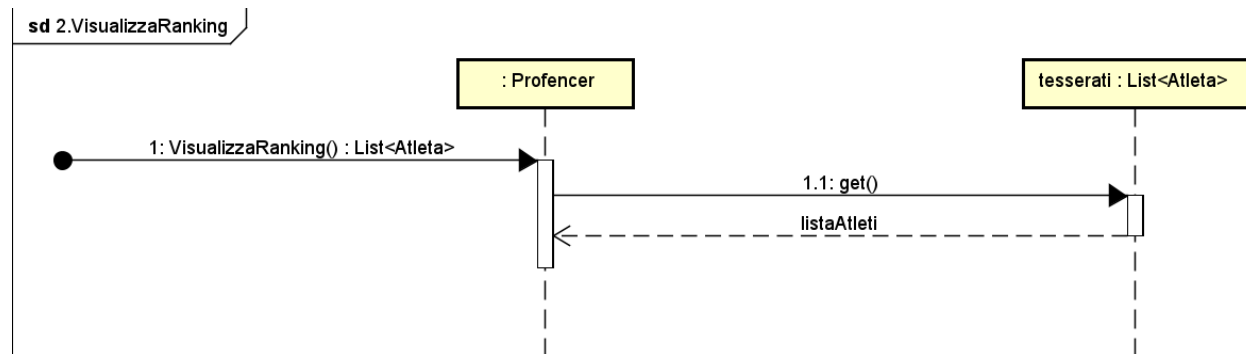 sd 2.VisualizzaRanking
: Profencer
tesserati : List<Atleta>
1: VisualizzaRanking() : List<Atleta>
1.1: get()
listaAtleti